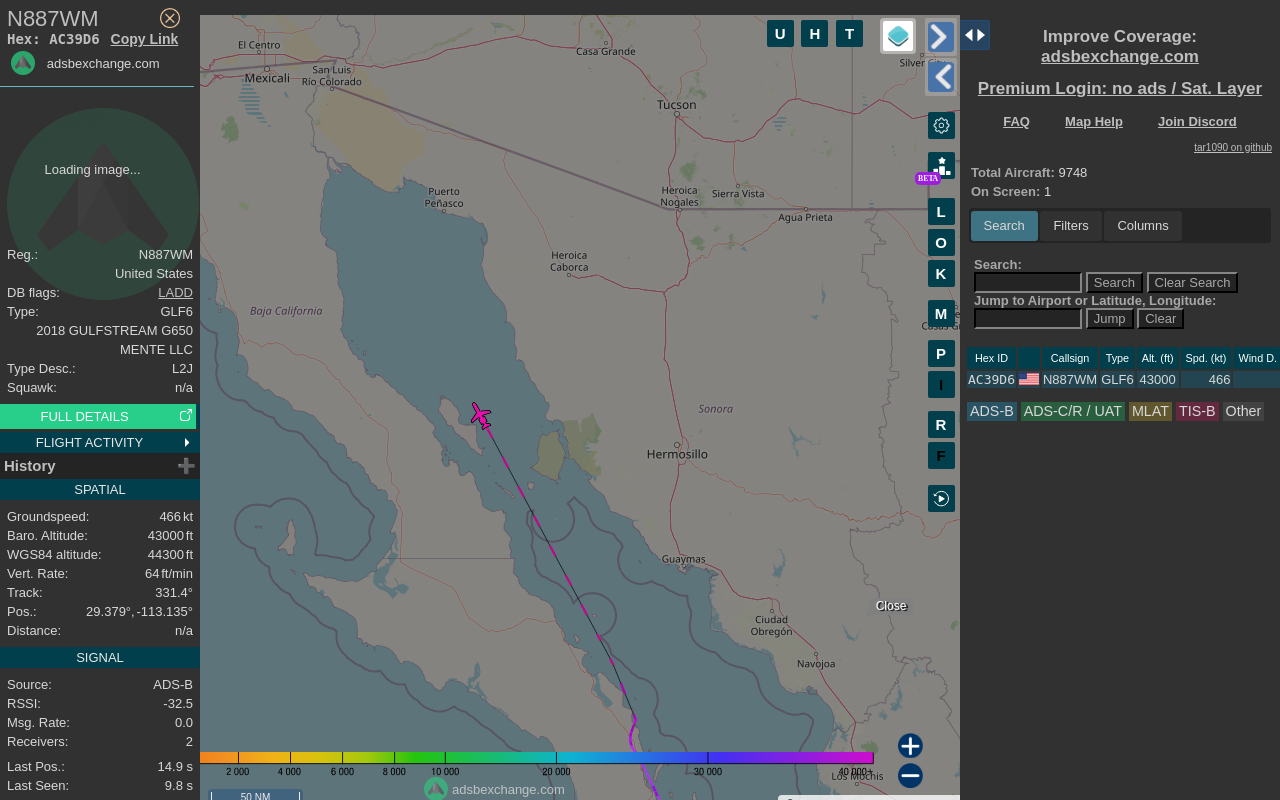 N887WM
Hex: AC39D6 Copy Link
adsbexchange.com
Loading image...
Reg.: N887WM
United States
DB flags: LADD
Type: GLF6
2018 GULFSTREAM G650
MENTE LLC
Type Desc.: L2J
Squawk: n/a
FULL DETAILS
FLIGHT ACTIVITY
History
SPATIAL
Groundspeed: 466 kt
Baro. Altitude: 43000 ft
WGS84 altitude: 44300 ft
Vert. Rate: 64 ft/min
Track: 331.4°
Pos.: 29.379°, -113.135°
Distance: n/a
SIGNAL
Source: ADS-B
RSSI: -32.5
Msg. Rate: 0.0
Receivers: 2
Last Pos.: 14.9 s
Last Seen: 9.8 s
El Centro
Mexicali
San Luis
Río Colorado
Casa Grande
Tucson
Silver
Puerto
Peñasco
Heroica
Nogales
Sierra Vista
Agua Prieta
Heroica
Caborca
Baja California
Sonora
Hermosillo
Guaymas
Ciudad
Obregón
Navojoa
Los Mochis
U H T
BETA
L
O
K
M
P
I
R
F
Close
2 000 4 000 6 000 8 000 10 000 20 000 30 000 40 000+
adsbexchange.com
50 NM
Improve Coverage:
adsbexchange.com
Premium Login: no ads / Sat. Layer
FAQ Map Help Join Discord
tar1090 on github
Total Aircraft: 9748
On Screen: 1
Search Filters Columns
Search:
Search Clear Search
Jump to Airport or Latitude, Longitude:
Jump Clear
Hex ID Callsign Type Alt. (ft) Spd. (kt) Wind D.
AC39D6 N887WM GLF6 43000 466
ADS-B ADS-C/R / UAT MLAT TIS-B Other